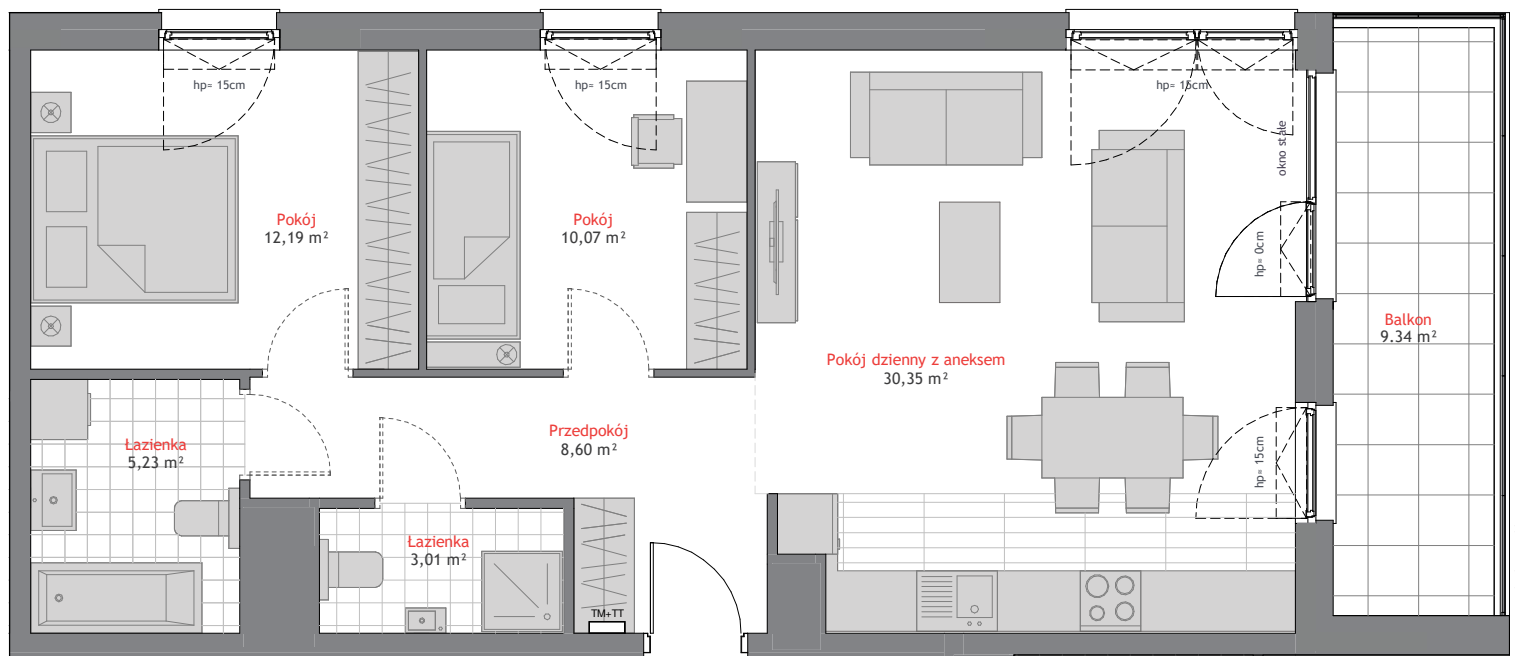 hp= 15cm
hp= 15cm
hp= 15cm
okno stałe
Pokój
12,19 m²
Pokój
10,07 m²
hp= 0cm
Balkon
9.34 m²
Pokój dzienny z aneksem
30,35 m²
Łazienka
5,23 m²
Przedpokój
8,60 m²
hp= 15cm
Łazienka
3,01 m²
TM+TT